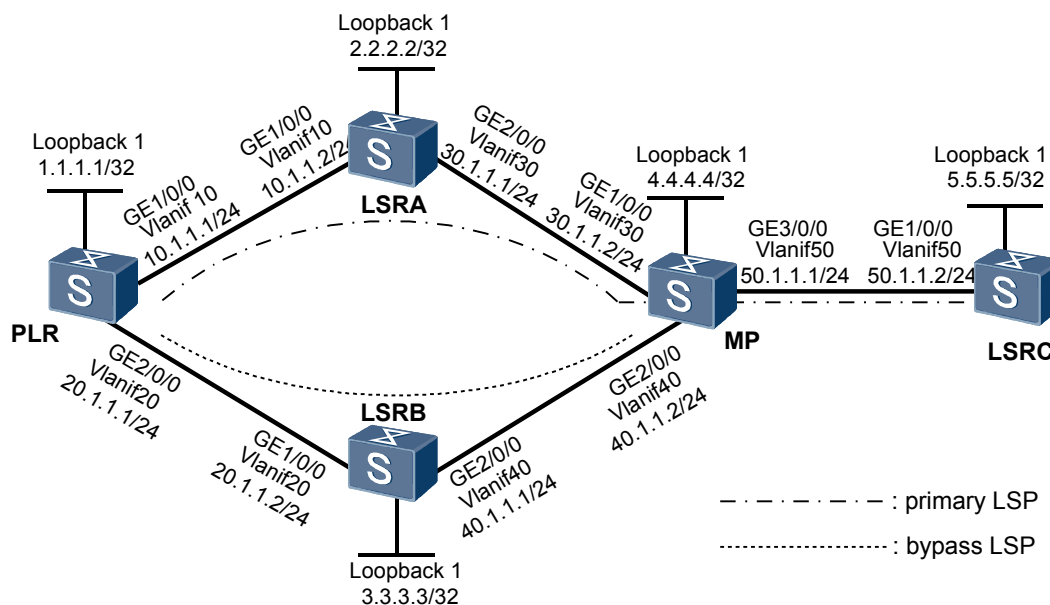 Loopback 1
2.2.2.2/32
Loopback 1
1.1.1.1/32
GE1/0/0
Vlanif10
10.1.1.2/24
S
LSRA
GE2/0/0
Vlanif30
30.1.1.1/24
GE1/0/0
Vlanif30
30.1.1.2/24
Loopback 1
4.4.4.4/32
Loopback 1
5.5.5.5/32
GE1/0/0
Vlanif 10
10.1.1.1/24
S
PLR
S
MP
GE3/0/0
Vlanif50
50.1.1.1/24
GE1/0/0
Vlanif50
50.1.1.2/24
S
LSRC
GE2/0/0
Vlanif20
20.1.1.1/24
GE1/0/0
Vlanif20
20.1.1.2/24
LSRB
S
GE2/0/0
Vlanif40
40.1.1.1/24
GE2/0/0
Vlanif40
40.1.1.2/24
Loopback 1
3.3.3.3/32
: primary LSP
: bypass LSP